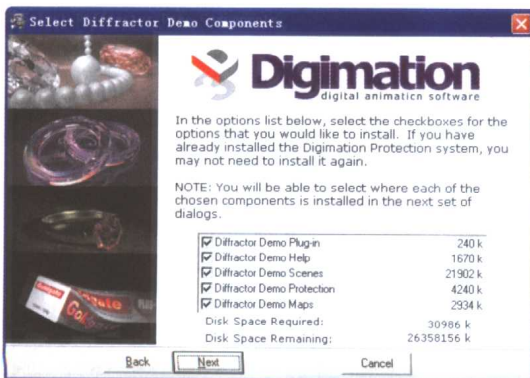 Select Diffractor Demo Components
Digimation
digital animation software
In the options list below, select the checkboxes for the
options that you would like to install. If you have
already installed the Digimation Protection system, you
may not need to install it again.
NOTE: You will be able to select where each of the
chosen components is installed in the next set of
dialogs.
Diffractor Demo Plug-in 240 k
Diffractor Demo Help 1670 k
Diffractor Demo Scenes 21902 k
Diffractor Demo Protection 4240 k
Diffractor Demo Maps 2934 k
Disk Space Required: 30986 k
Disk Space Remaining: 26358156 k
Back Next Cancel